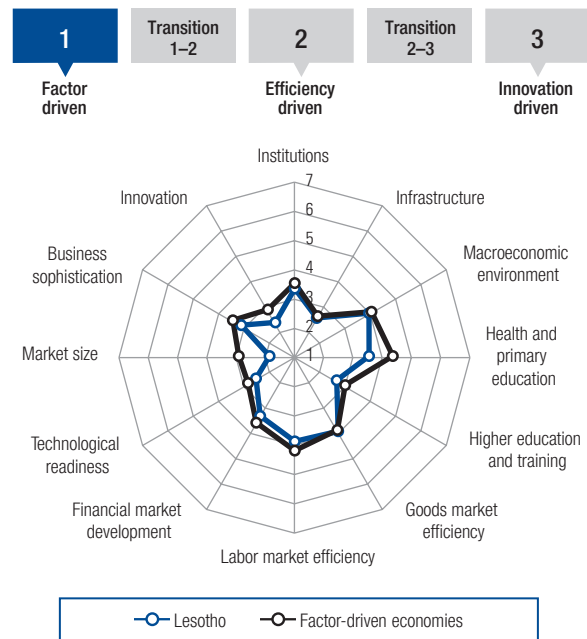 1
Transition
1–2
2
Transition
2–3
3
Factor
driven
Efficiency
driven
Innovation
driven
Institutions
7
6
5
4
3
2
1
Infrastructure
Macroeconomic
environment
Health and
primary
education
Higher education
and training
Goods market
efficiency
Labor market efficiency
Financial market
development
Technological
readiness
Market size
Business
sophistication
Innovation
Lesotho
Factor-driven economies